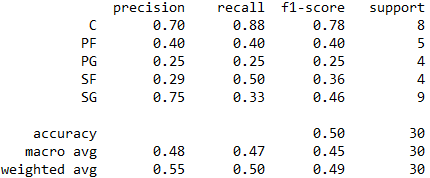 precision recall f1-score support
C 0.70 0.88 0.78 8
PF 0.40 0.40 0.40 5
PG 0.25 0.25 0.25 4
SF 0.29 0.50 0.36 4
SG 0.75 0.33 0.46 9
accuracy 0.50 30
macro avg 0.48 0.47 0.45 30
weighted avg 0.55 0.50 0.49 30